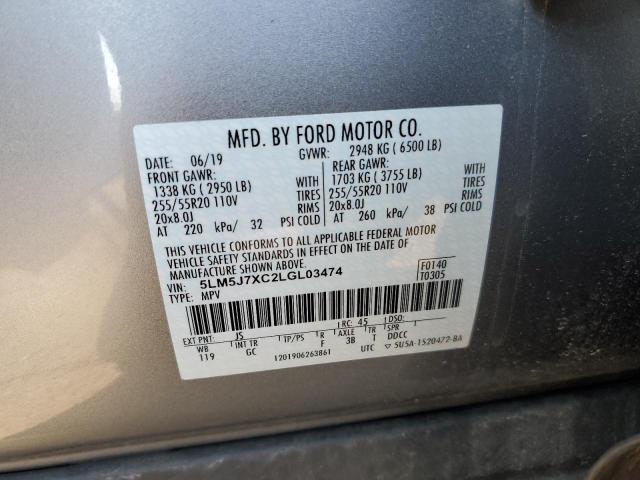 MFD. BY FORD MOTOR CO.
DATE: 06/19 GVWR: 2948 KG ( 6500 LB)
FRONT GAWR: REAR GAWR:
1338 KG ( 2950 LB) 1703 KG ( 3755 LB)
255/55R20 110V TIRES 255/55R20 110V TIRES
20x8.0J RIMS 20x8.0J RIMS
AT 220 kPa/ 32 PSI COLD AT 260 kPa/ 38 PSI COLD
THIS VEHICLE CONFORMS TO ALL APPLICABLE FEDERAL MOTOR
VEHICLE SAFETY STANDARDS IN EFFECT ON THE DATE OF
MANUFACTURE SHOWN ABOVE.
VIN: 5LM5J7XC2LGL03474 F0140
TYPE: MPV T0305
EXT PNT: JS RC: 45 DSO:
WB INT TR TP/PS R AXLE TR SPR
119 GC F 3B T DDCC
1201906263861 UTC 5U5A-1520472-BA